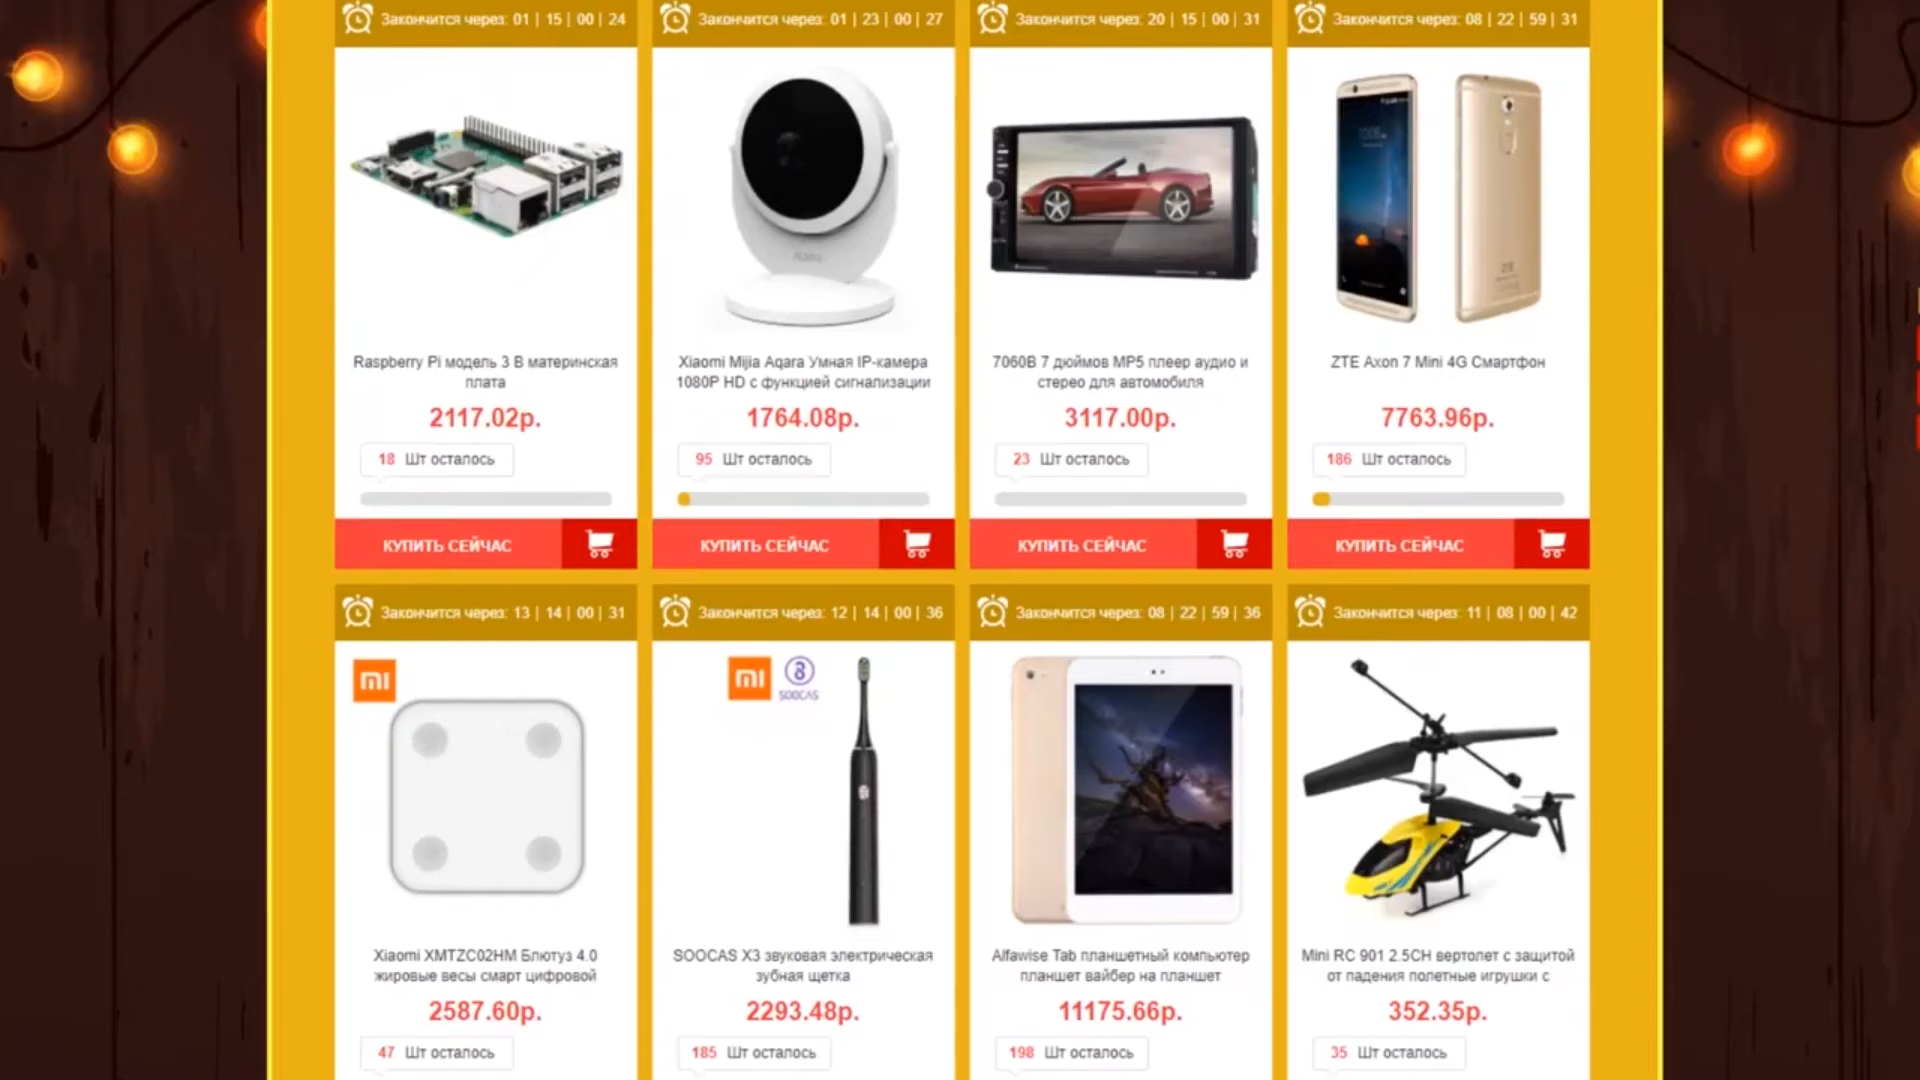 Закончится через: 01 | 15 | 00 | 24
Закончится через: 01 | 23 | 00 | 27
Закончится через: 20 | 15 | 00 | 31
Закончится через: 08 | 22 | 59 | 31
Raspberry Pi модель 3 B материнская
плата
2117.02р.
18 Шт осталось
КУПИТЬ СЕЙЧАС
Xiaomi Mijia Aqara Умная IP-камера
1080P HD с функцией сигнализации
1764.08р.
95 Шт осталось
КУПИТЬ СЕЙЧАС
7060B 7 дюймов MP5 плеер аудио и
стерео для автомобиля
3117.00р.
23 Шт осталось
КУПИТЬ СЕЙЧАС
ZTE Axon 7 Mini 4G Смартфон
7763.96р.
186 Шт осталось
КУПИТЬ СЕЙЧАС
Закончится через: 13 | 14 | 00 | 31
Закончится через: 12 | 14 | 00 | 36
Закончится через: 08 | 22 | 59 | 36
Закончится через: 11 | 08 | 00 | 42
mi
Xiaomi XMTZC02HM Блютуз 4.0
жировые весы смарт цифровой
2587.60р.
47 Шт осталось
mi
SOOCAS
SOOCAS X3 звуковая электрическая
зубная щетка
2293.48р.
185 Шт осталось
Alfawise Tab планшетный компьютер
планшет вайбер на планшет
11175.66р.
198 Шт осталось
Mini RC 901 2.5CH вертолет с защитой
от падения полетные игрушки с
352.35р.
35 Шт осталось